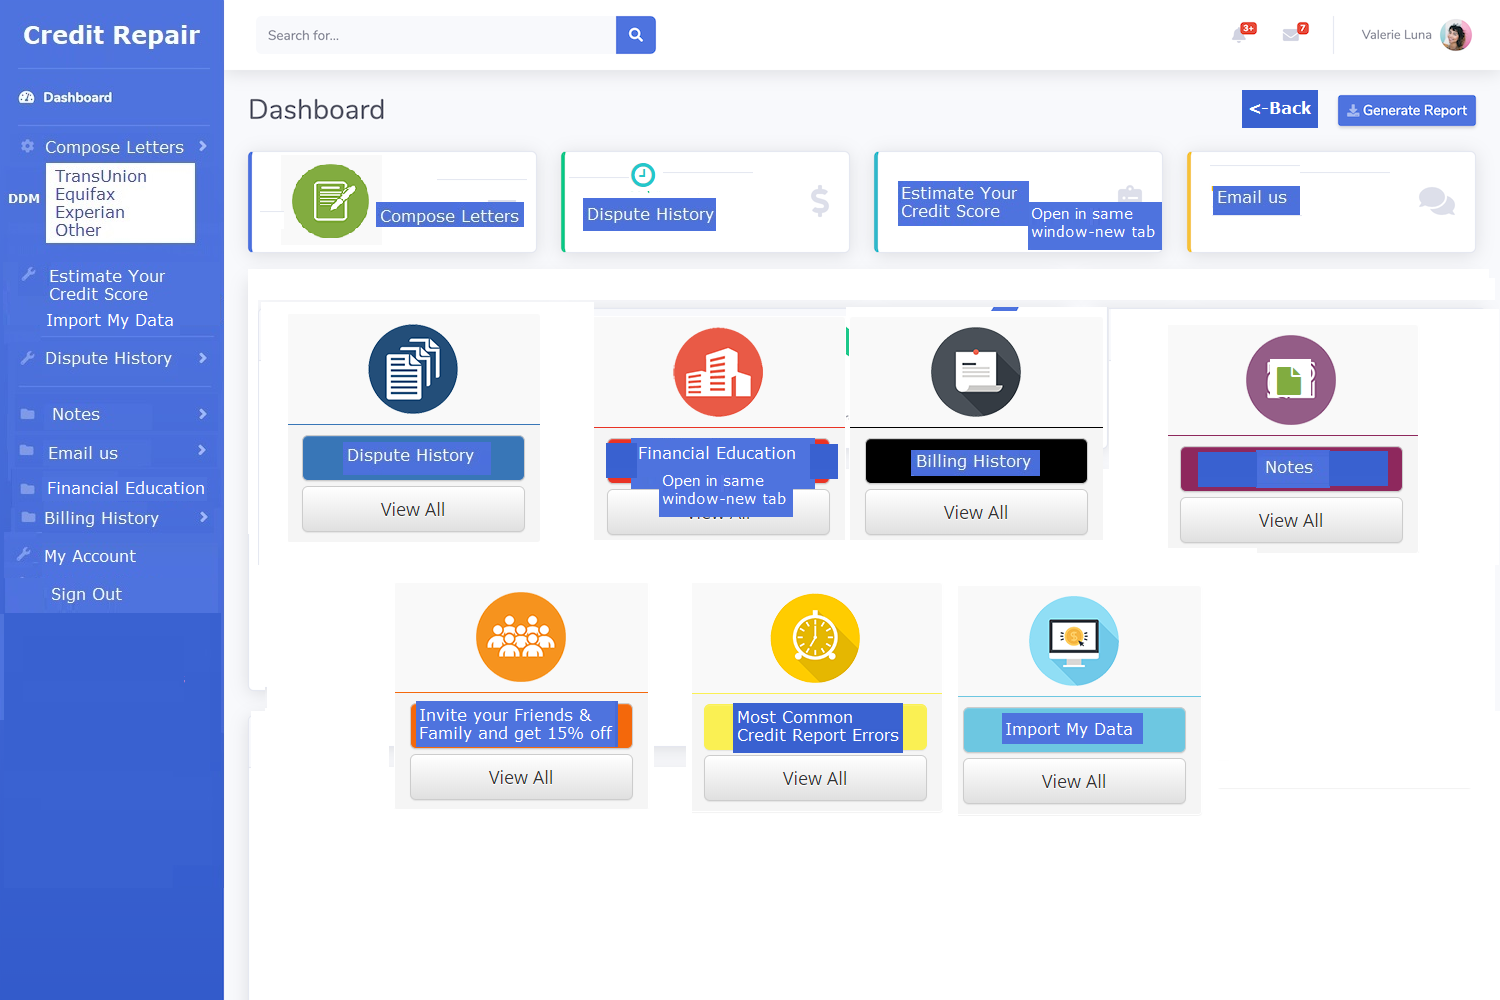 Credit Repair
Search for...
3+
7
Valerie Luna
Dashboard
Compose Letters
DDM
TransUnion
Equifax
Experian
Other
Estimate Your
Credit Score
Import My Data
Dispute History
Notes
Email us
Financial Education
Billing History
My Account
Sign Out
Dashboard
<-Back
Generate Report
Compose Letters
Dispute History
$
Estimate Your
Credit Score
Open in same
window-new tab
Email us
Dispute History
View All
Financial Education
Open in same
window-new tab
Billing History
View All
Notes
View All
Invite your Friends &
Family and get 15% off
View All
Most Common
Credit Report Errors
View All
Import My Data
View All